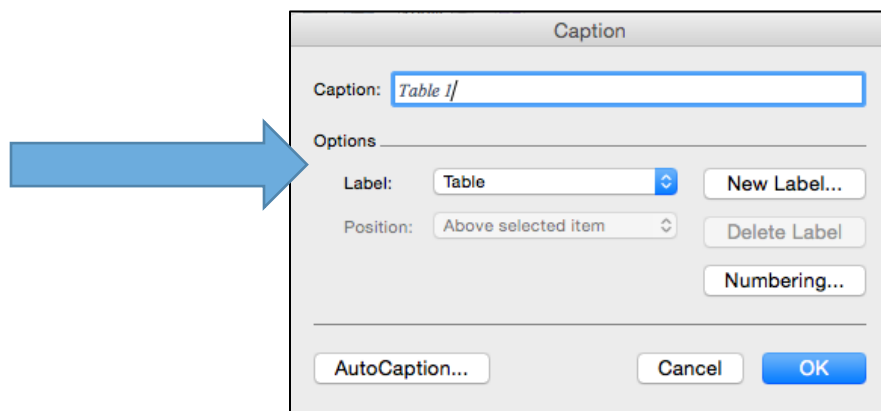 Caption
Caption: Table 1
Options
Label: Table New Label...
Position: Above selected item Delete Label
Numbering...
AutoCaption... Cancel OK